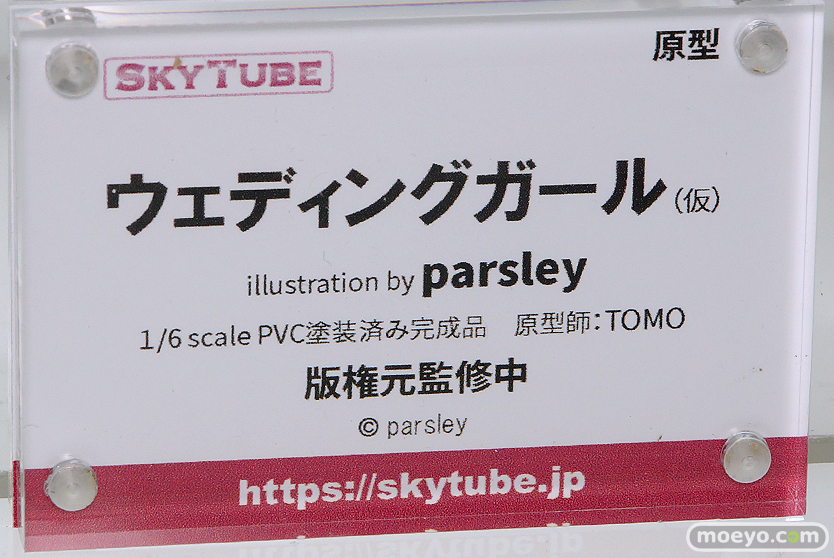 SKYTUBE
原型
ウェディングガール(仮)
illustration by parsley
1/6 scale PVC塗装済み完成品　原型師：TOMO
版権元監修中
© parsley
https://skytube.jp
moeyo.com